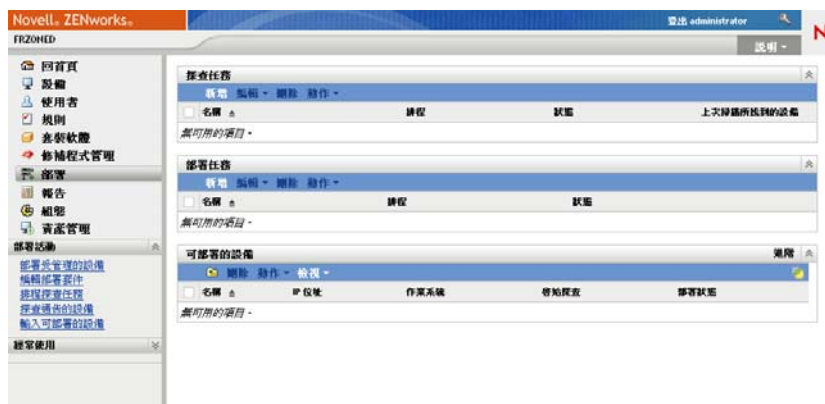 Novell® ZENworks®
登出 administrator
FRZONED
N
說明
回首頁
設備
使用者
規則
套裝軟體
修補程式管理
部署
報告
組態
資產管理
部署活動
部署受管理的設備
編輯部署套件
排程探查任務
探查通告的設備
輸入可部署的設備
經常使用
探查任務
新增 編輯 刪除 動作
名稱 排程 狀態 上次掃描所找到的設備
無可用的項目。
部署任務
新增 編輯 刪除 動作
名稱 排程 狀態
無可用的項目。
可部署的設備 進階
刪除 動作 檢視
名稱 IP 位址 作業系統 啓始探查 部署狀態
無可用的項目。